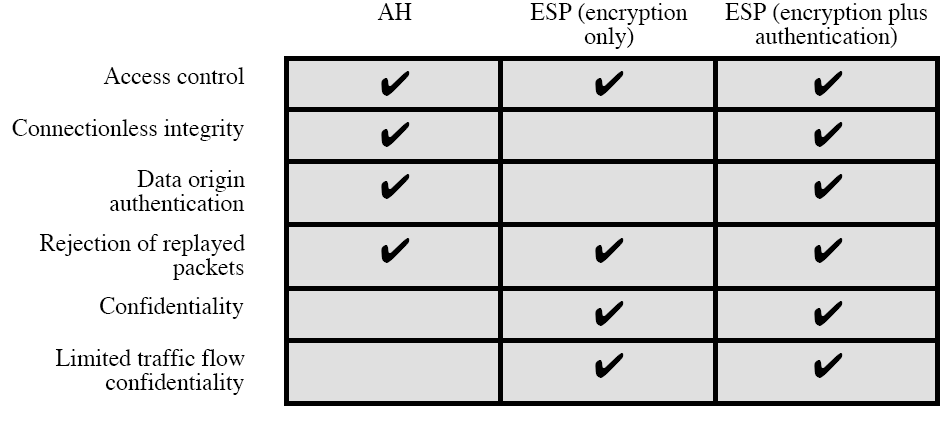 AH
ESP (encryption
only)
ESP (encryption plus
authentication)
Access control
✔ ✔ ✔
Connectionless integrity
✔ ✔
Data origin
authentication
✔ ✔
Rejection of replayed
packets
✔ ✔ ✔
Confidentiality
✔ ✔
Limited traffic flow
confidentiality
✔ ✔